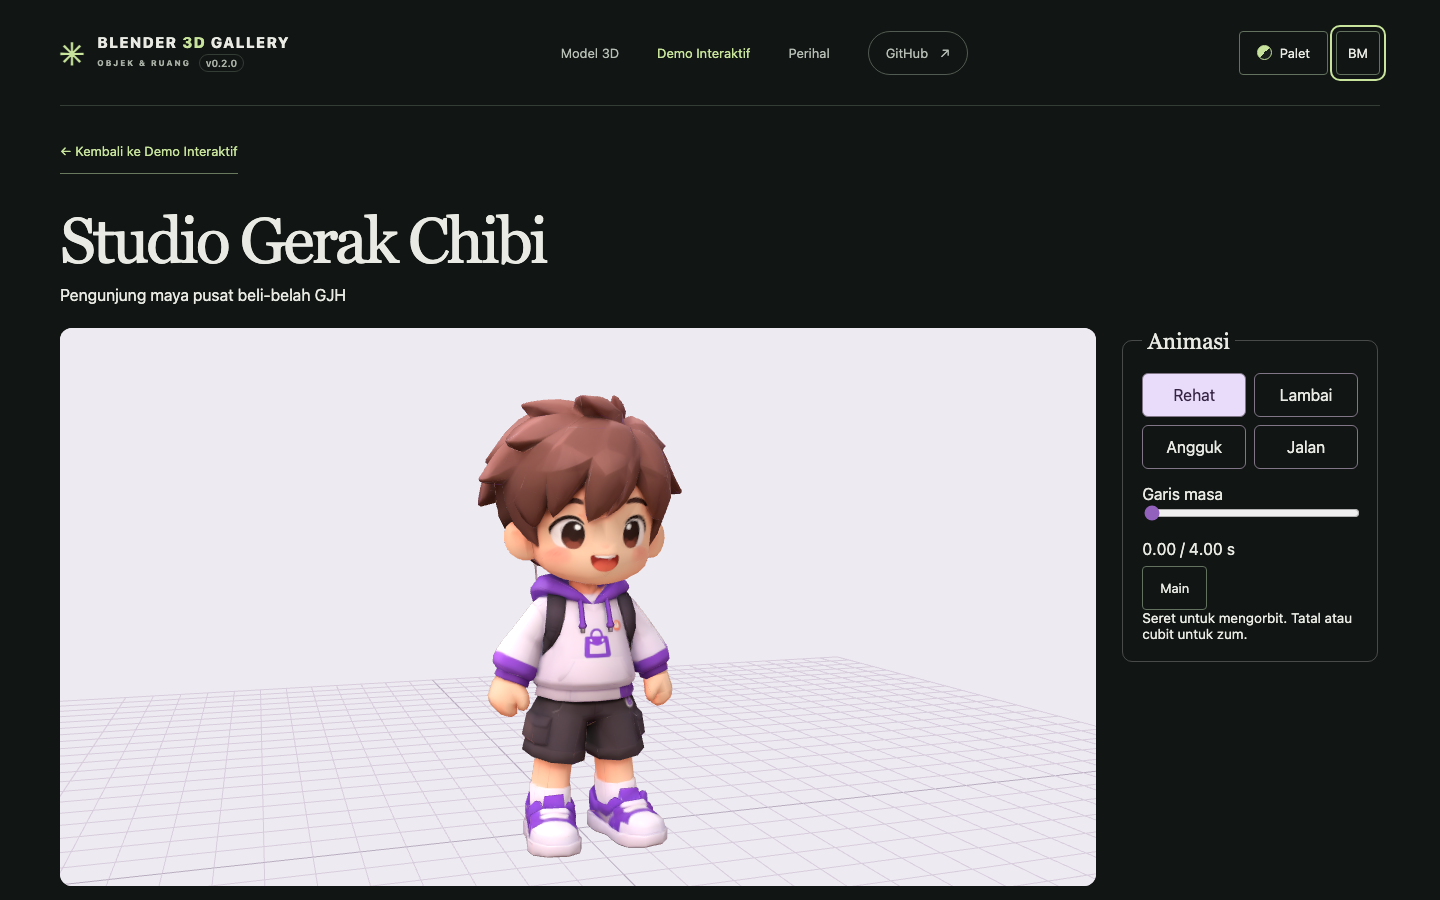 BLENDER 3D GALLERY
OBJEK & RUANG v0.2.0
Model 3D
Demo Interaktif
Perihal
GitHub ↗
Palet
BM
← Kembali ke Demo Interaktif
Studio Gerak Chibi
Pengunjung maya pusat beli-belah GJH
Animasi
Rehat
Lambai
Angguk
Jalan
Garis masa
0.00 / 4.00 s
Main
Seret untuk mengorbit. Tatal atau
cubit untuk zum.